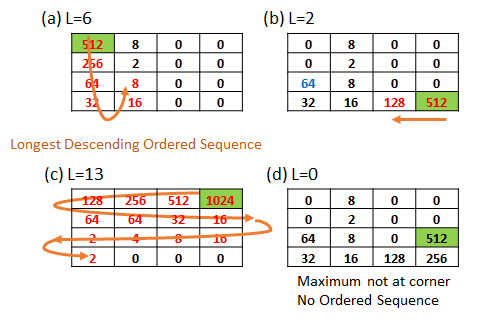 (a) L=6 (b) L=2
512 8 0 0 0 8 0 0
256 2 0 0 0 2 0 0
64 8 0 0 64 8 0 0
32 16 0 0 32 16 128 512
Longest Descending Ordered Sequence
(c) L=13 (d) L=0
128 256 512 1024 0 8 0 0
64 64 32 16 0 2 0 0
2 4 8 16 64 8 0 512
2 0 0 0 32 16 128 256
Maximum not at corner
No Ordered Sequence